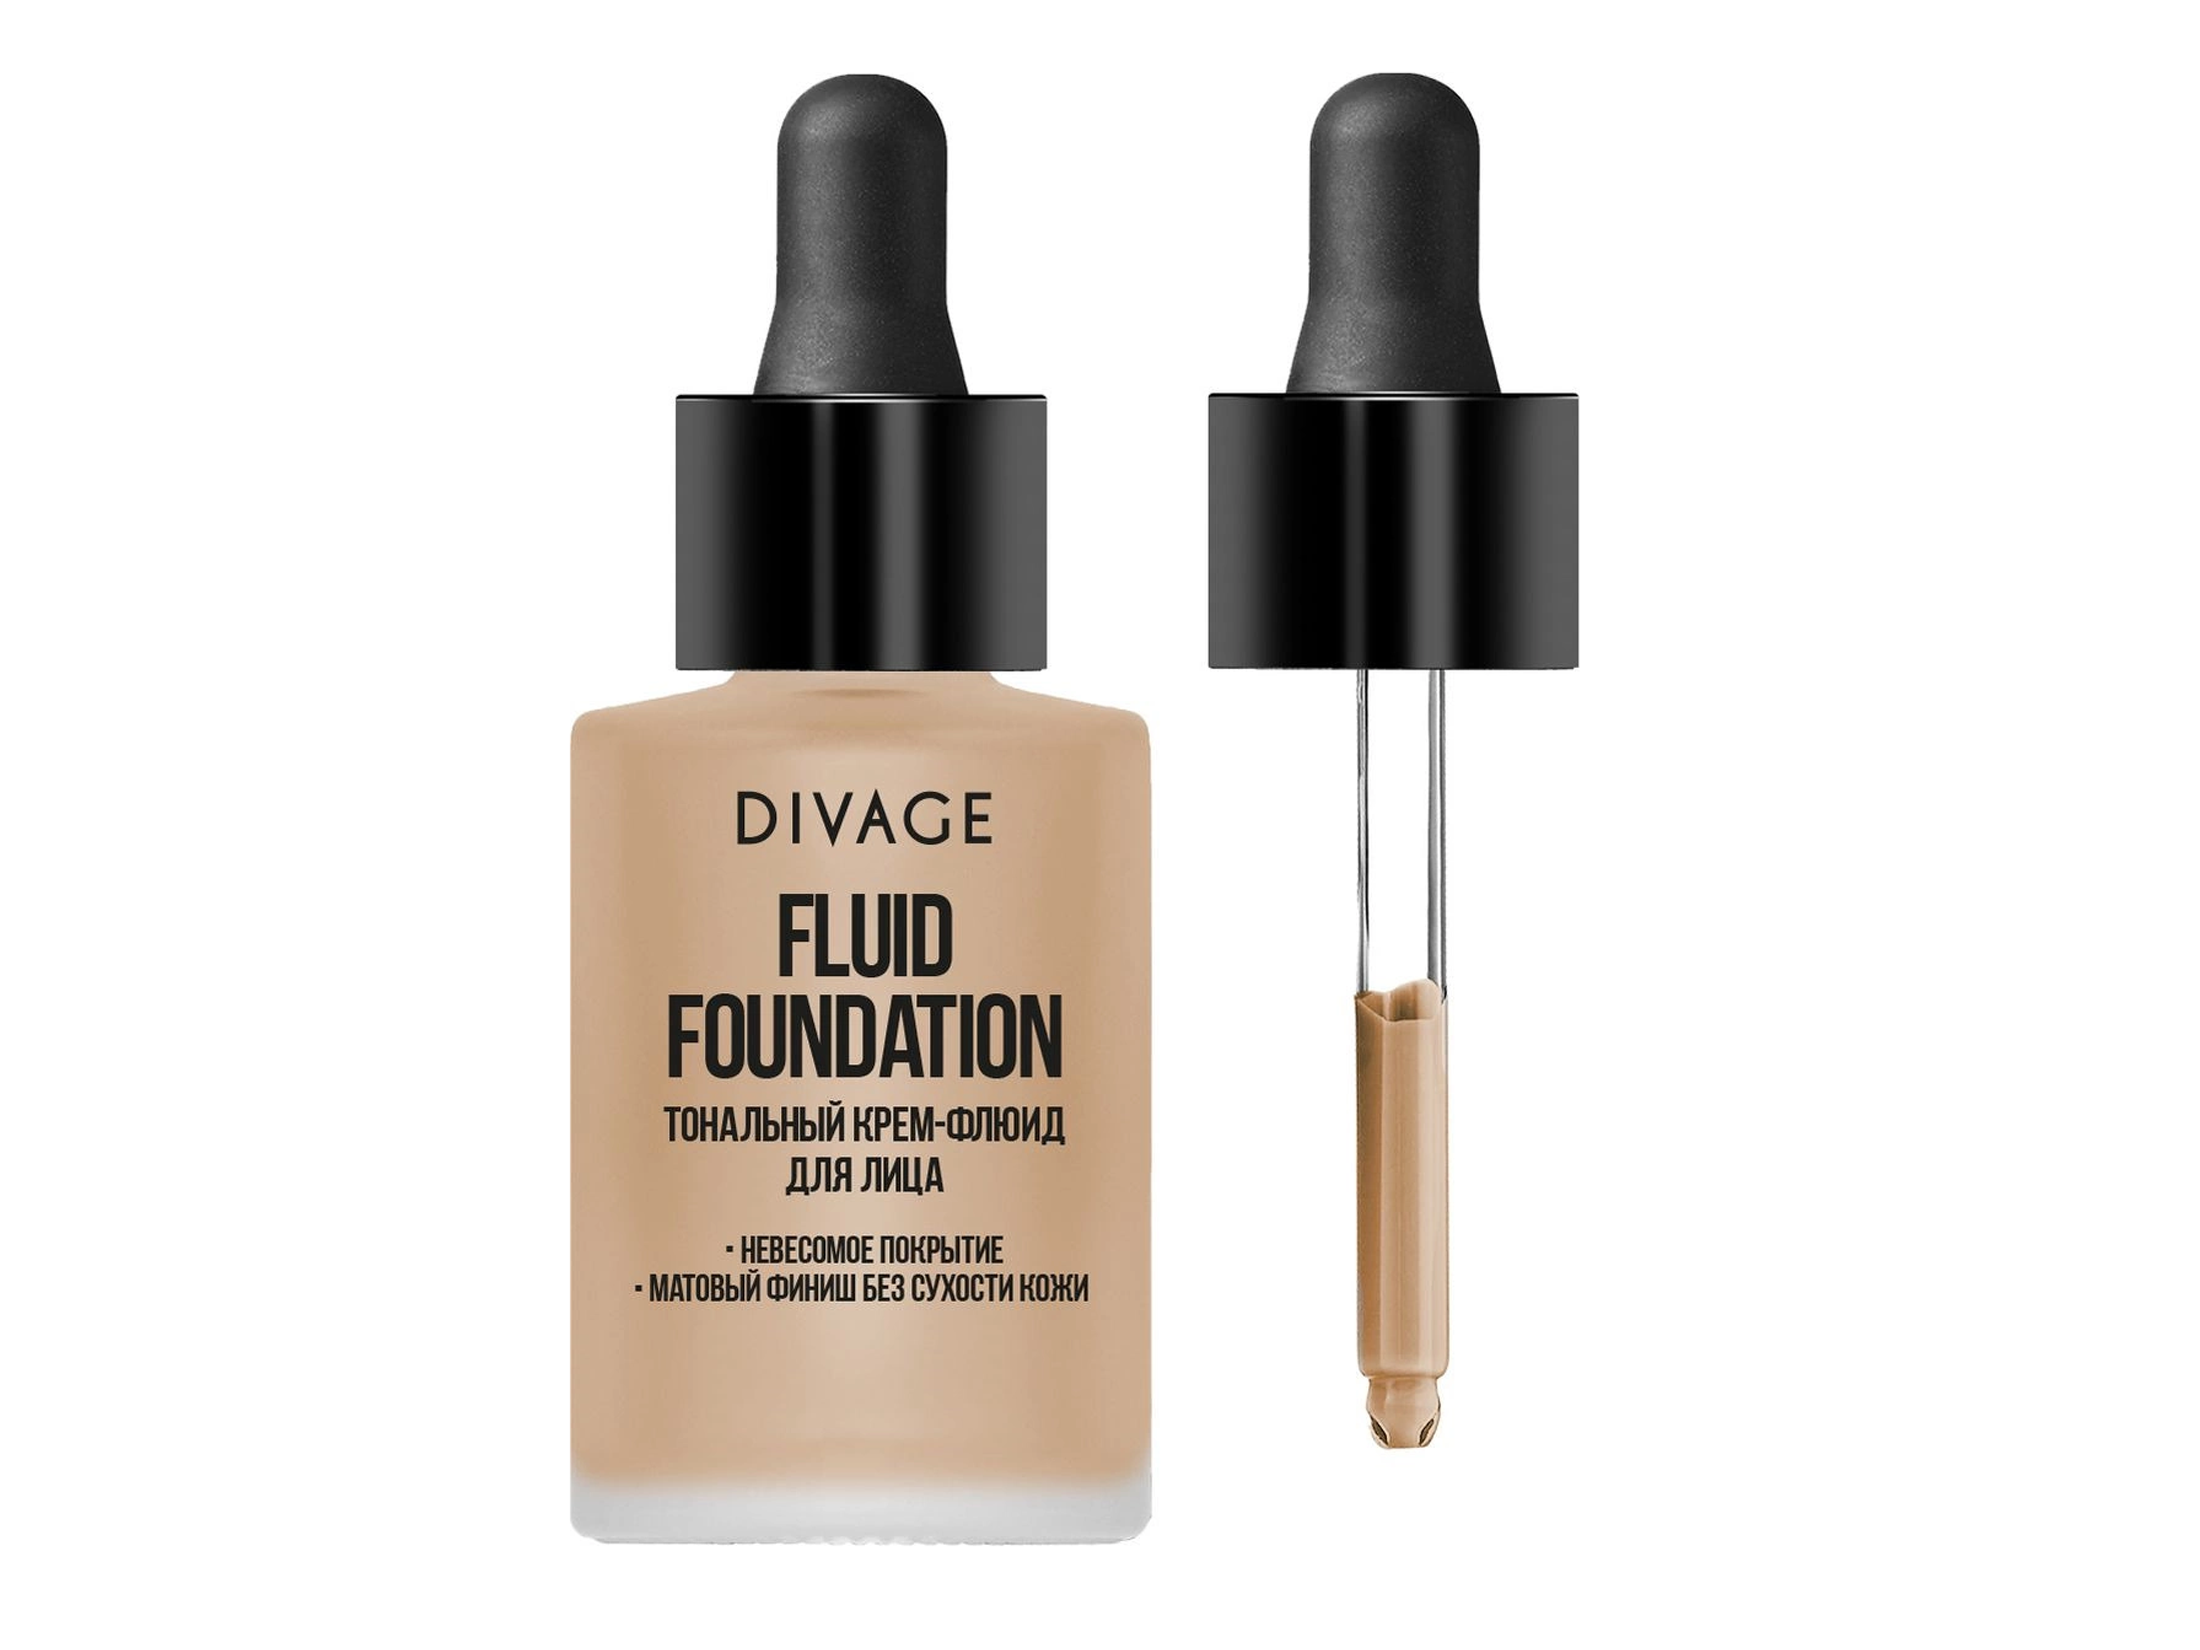 DIVAGE
FLUID
FOUNDATION
ТОНАЛЬНЫЙ КРЕМ-ФЛЮИД
ДЛЯ ЛИЦА
▪ НЕВЕСОМОЕ ПОКРЫТИЕ
▪ МАТОВЫЙ ФИНИШ БЕЗ СУХОСТИ КОЖИ